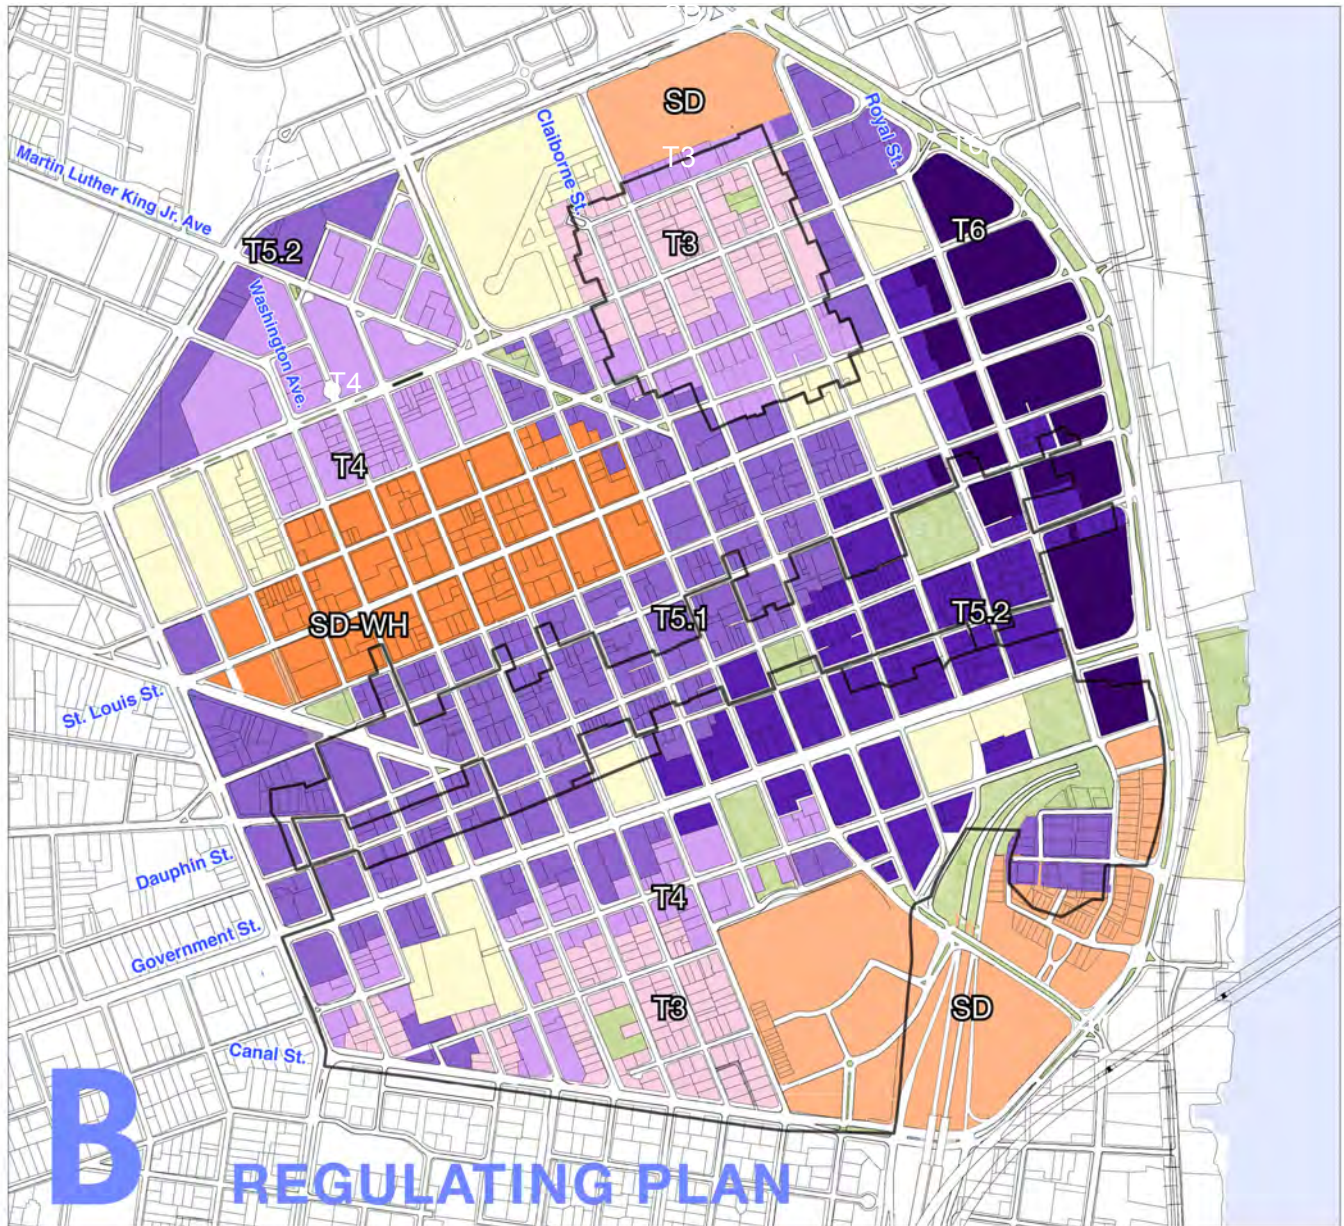 SD
Claiborne St.
Royal St.
T3
T6
Martin Luther King Jr. Ave
T5.2
T3
T6
Washington Ave.
T4
T4
SD-WH
T5.1
T5.2
St. Louis St.
Dauphin St.
T4
Government St.
T3
SD
Canal St.
B
REGULATING PLAN